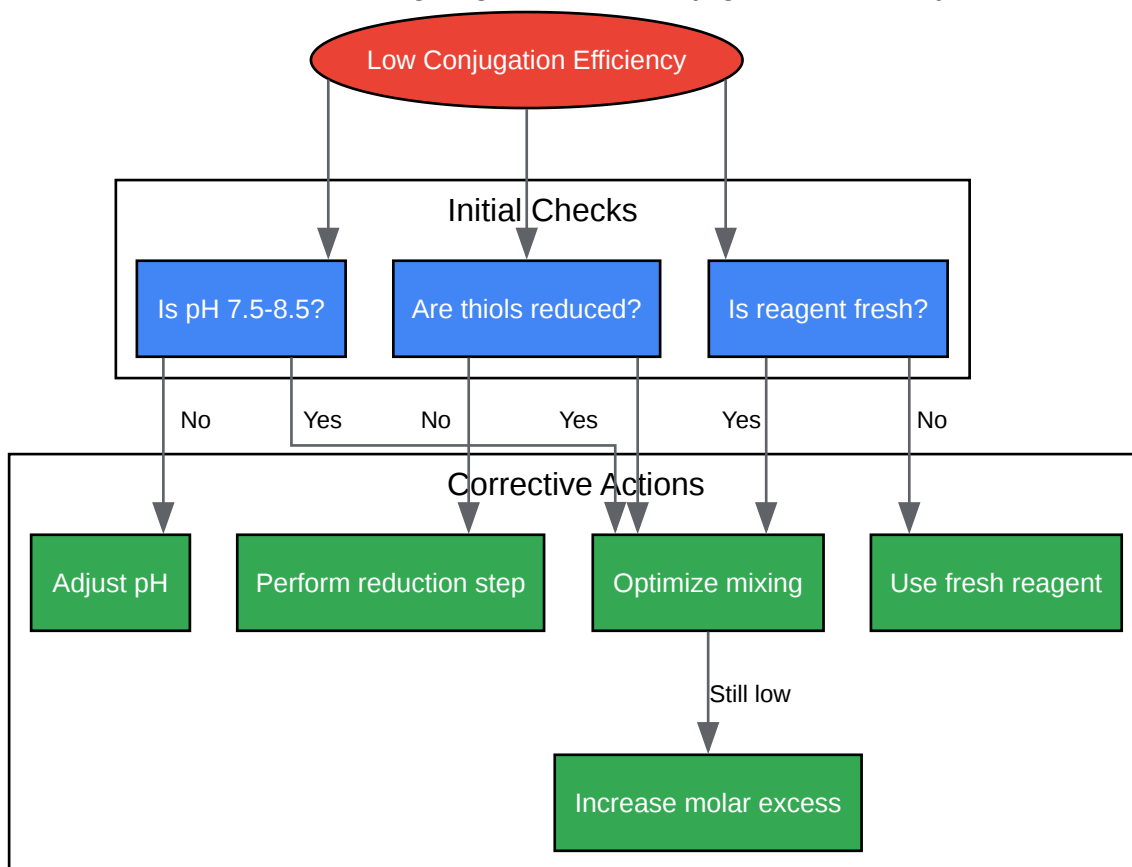 Low Conjugation Efficiency
Initial Checks
Is pH 7.5-8.5?
Are thiols reduced?
Is reagent fresh?
No
Yes
No
Yes
Yes
No
Corrective Actions
Adjust pH
Perform reduction step
Optimize mixing
Use fresh reagent
Still low
Increase molar excess